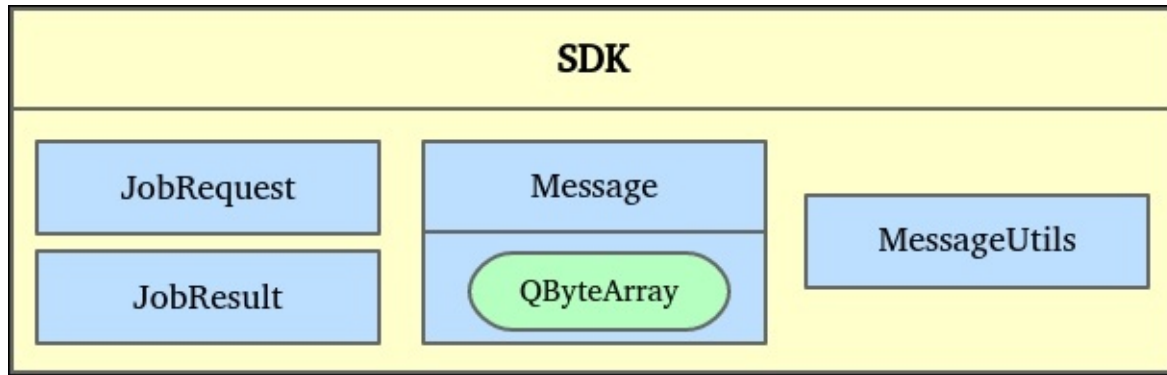 SDK
JobRequest
JobResult
Message
QByteArray
MessageUtils